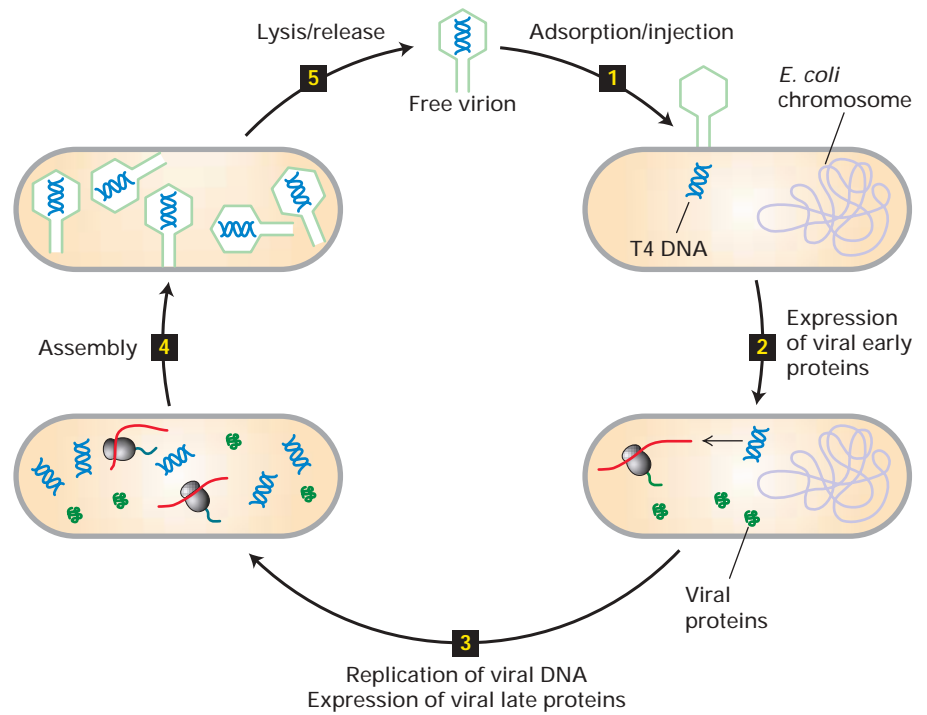 Lysis/release
Adsorption/injection
5
1
Free virion
E. coli
chromosome
T4 DNA
Expression
of viral early
proteins
2
Assembly
4
Viral
proteins
3
Replication of viral DNA
Expression of viral late proteins